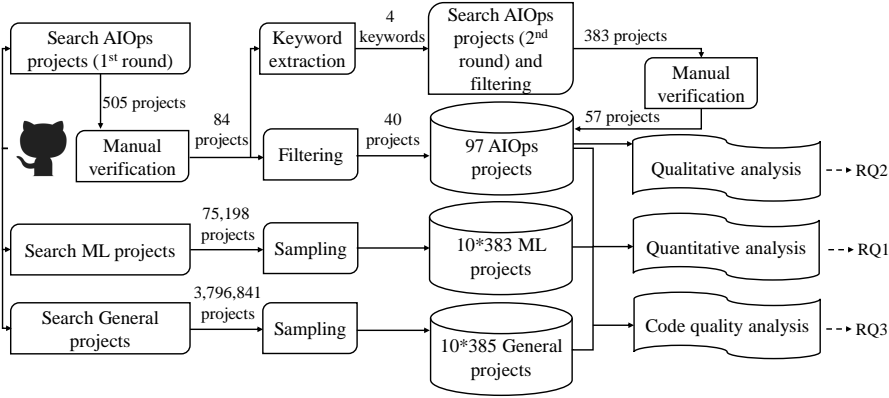 Search AIOps
projects (1st round)
505 projects
Manual
verification
84
projects
Keyword
extraction
4
keywords
Search AIOps
projects (2nd
round) and
filtering
383 projects
Manual
verification
57 projects
Filtering
40
projects
97 AIOps
projects
Qualitative analysis
RQ2
Search ML projects
75,198
projects
Sampling
10*383 ML
projects
Quantitative analysis
RQ1
Search General
projects
3,796,841
projects
Sampling
10*385 General
projects
Code quality analysis
RQ3